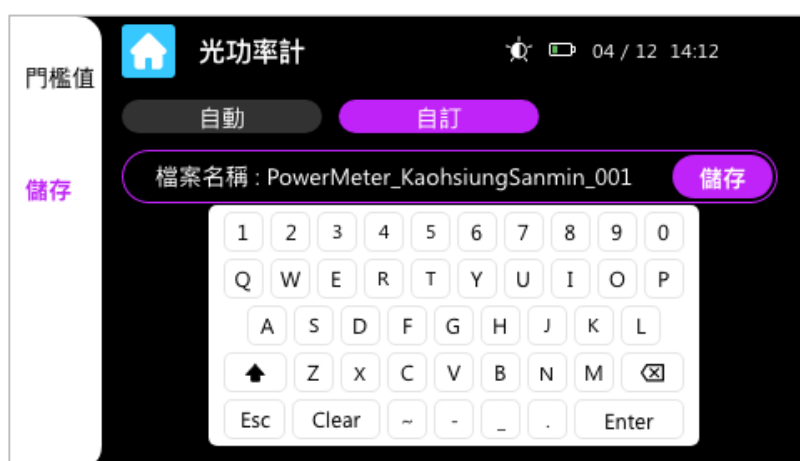 光功率計 04 / 12 14:12
門檻值
自動 自訂
檔案名稱 : PowerMeter_KaohsiungSanmin_001 儲存
儲存
1 2 3 4 5 6 7 8 9 0
Q W E R T Y U I O P
A S D F G H J K L
Z X C V B N M
Esc Clear ~ - _ . Enter